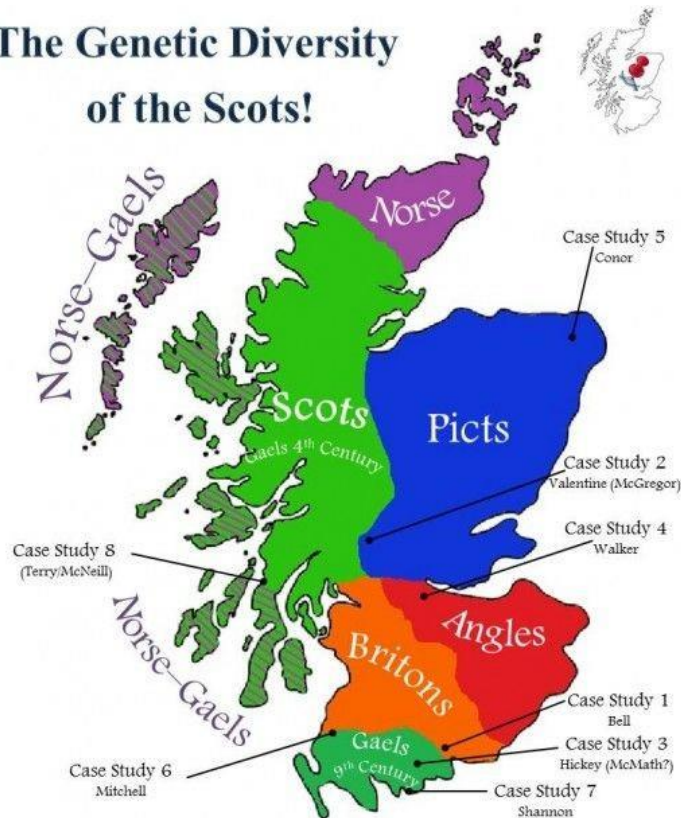 The Genetic Diversity
of the Scots!
Norse
Norse-Gaels
Case Study 5
Conor
Scots
Gaels 4th Century
Picts
Case Study 2
Valentine (McGregor)
Case Study 4
Walker
Case Study 8
(Terry/McNeill)
Norse-Gaels
Angles
Britons
Case Study 1
Bell
Gaels
9th Century
Case Study 3
Hickey (McMath?)
Case Study 6
Mitchell
Case Study 7
Shannon